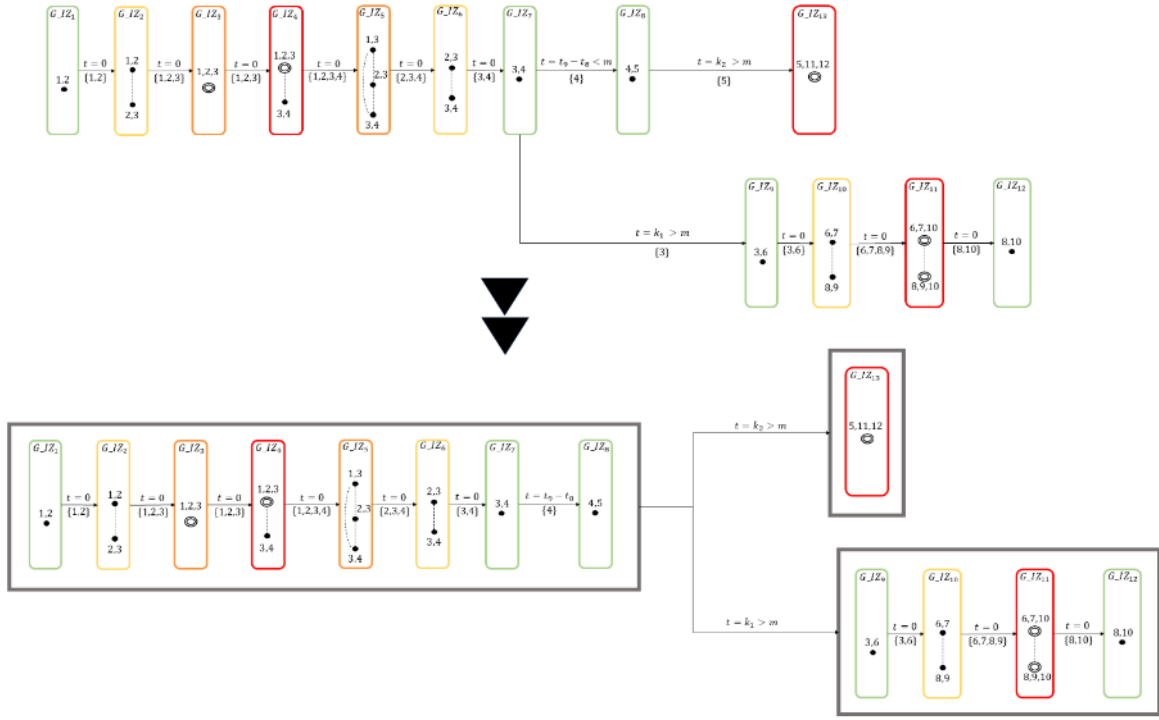 G_IZ₁ G_IZ₂ G_IZ₃ G_IZ₄ G_IZ₅ G_IZ₆ G_IZ₇ G_IZ₈ G_IZ₁₃
1,2
t = 0
{1,2}
1,2
2,3
t = 0
{1,2,3}
1,2,3
t = 0
{1,2,3}
1,2,3
3,4
t = 0
{1,2,3,4}
1,3
2,3
3,4
t = 0
{2,3,4}
2,3
3,4
t = 0
{3,4}
3,4
t = t₉ − t₈ < m
{4}
4,5
t = k₂ > m
{5}
5,11,12
G_IZ₉ G_IZ₁₀ G_IZ₁₁ G_IZ₁₂
t = k₁ > m
{3}
3,6
t = 0
{3,6}
6,7
8,9
t = 0
{6,7,8,9}
6,7,10
8,9,10
t = 0
{8,10}
8,10
G_IZ₁₃
5,11,12
t = k₂ > m
G_IZ₁ G_IZ₂ G_IZ₃ G_IZ₄ G_IZ₅ G_IZ₆ G_IZ₇ G_IZ₈
1,2
t = 0
{1,2}
1,2
2,3
t = 0
{1,2,3}
1,2,3
t = 0
{1,2,3}
1,2,3
3,4
t = 0
{1,2,3,4}
1,3
2,3
3,4
t = 0
{2,3,4}
2,3
3,4
t = 0
{3,4}
3,4
t = t₉ − t₈
{4}
4,5
t = k₁ > m
G_IZ₉ G_IZ₁₀ G_IZ₁₁ G_IZ₁₂
3,6
t = 0
{3,6}
6,7
8,9
t = 0
{6,7,8,9}
6,7,10
8,9,10
t = 0
{8,10}
8,10